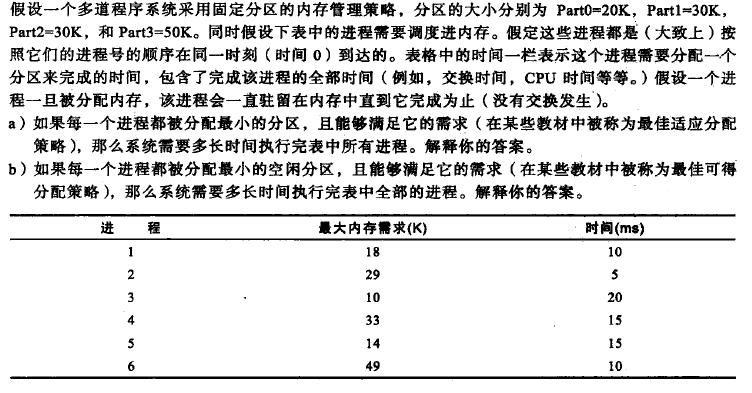 假设一个多道程序系统采用固定分区的内存管理策略，分区的大小分别为 Part0=20K，Part1=30K，
Part2=30K，和 Part3=50K。同时假设下表中的进程需要调度进内存。假定这些进程都是（大致上）按
照它们的进程号的顺序在同一时刻（时间 0）到达的。表格中的时间一栏表示这个进程需要分配一个
分区来完成的时间，包含了完成该进程的全部时间（例如，交换时间，CPU 时间等等。）假设一个进
程一旦被分配内存，该进程会一直驻留在内存中直到它完成为止（没有交换发生）。
a）如果每一个进程都被分配最小的分区，且能够满足它的需求（在某些教材中被称为最佳适应分配
策略），那么系统需要多长时间执行完表中所有进程。解释你的答案。
b）如果每一个进程都被分配最小的空闲分区，且能够满足它的需求（在某些教材中被称为最佳可得
分配策略），那么系统需要多长时间执行完表中全部的进程。解释你的答案。
进 程 最大内存需求(K) 时间(ms)
1 18 10
2 29 5
3 10 20
4 33 15
5 14 15
6 49 10